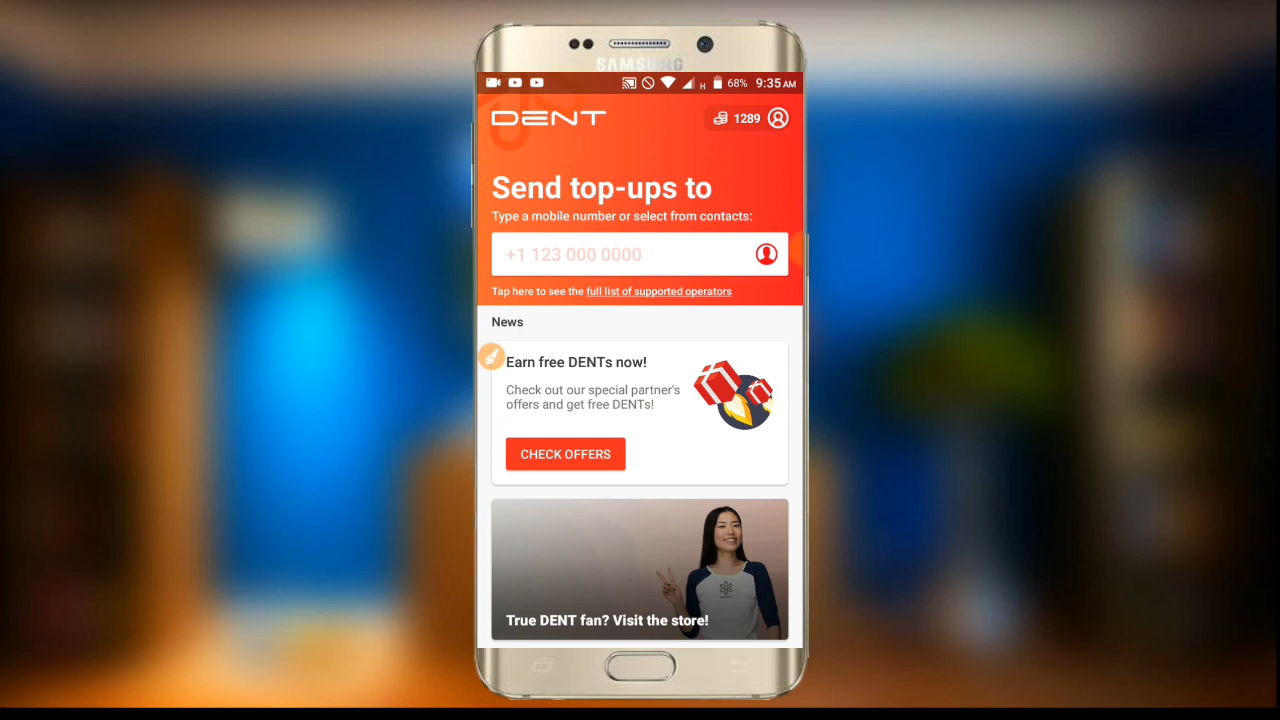 SAMSUNG
H 68% 9:35 AM
DENT 1289
Send top-ups to
Type a mobile number or select from contacts:
+1 123 000 0000
Tap here to see the full list of supported operators
News
Earn free DENTs now!
Check out our special partner's
offers and get free DENTs!
CHECK OFFERS
True DENT fan? Visit the store!